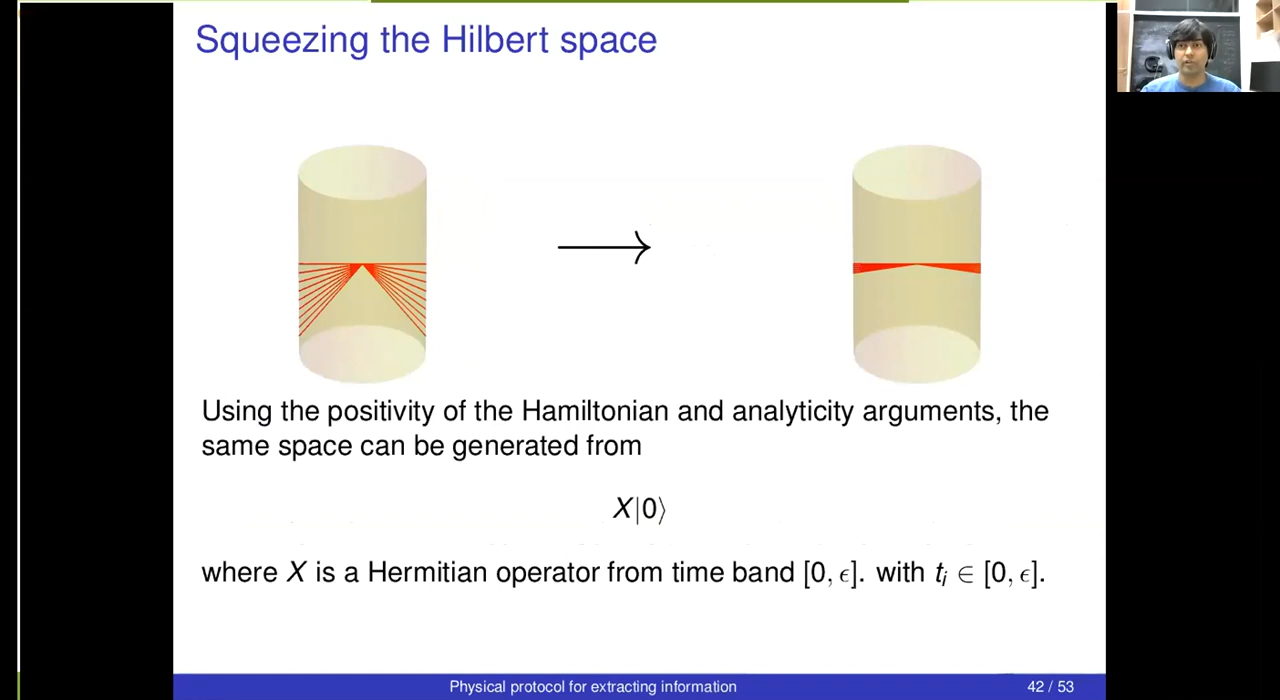 Squeezing the Hilbert space
Using the positivity of the Hamiltonian and analyticity arguments, the
same space can be generated from
X|0⟩
where X is a Hermitian operator from time band [0, ϵ]. with tᵢ ∈ [0, ϵ].
Physical protocol for extracting information
42 / 53